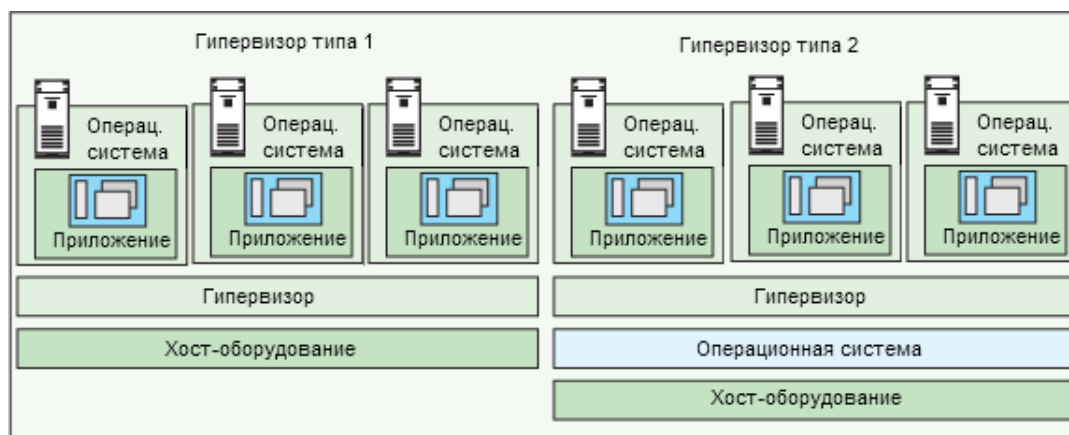 Гипервизор типа 1
Операц.
система
Приложение
Операц.
система
Приложение
Операц.
система
Приложение
Гипервизор
Хост-оборудование
Гипервизор типа 2
Операц.
система
Приложение
Операц.
система
Приложение
Операц.
система
Приложение
Гипервизор
Операционная система
Хост-оборудование